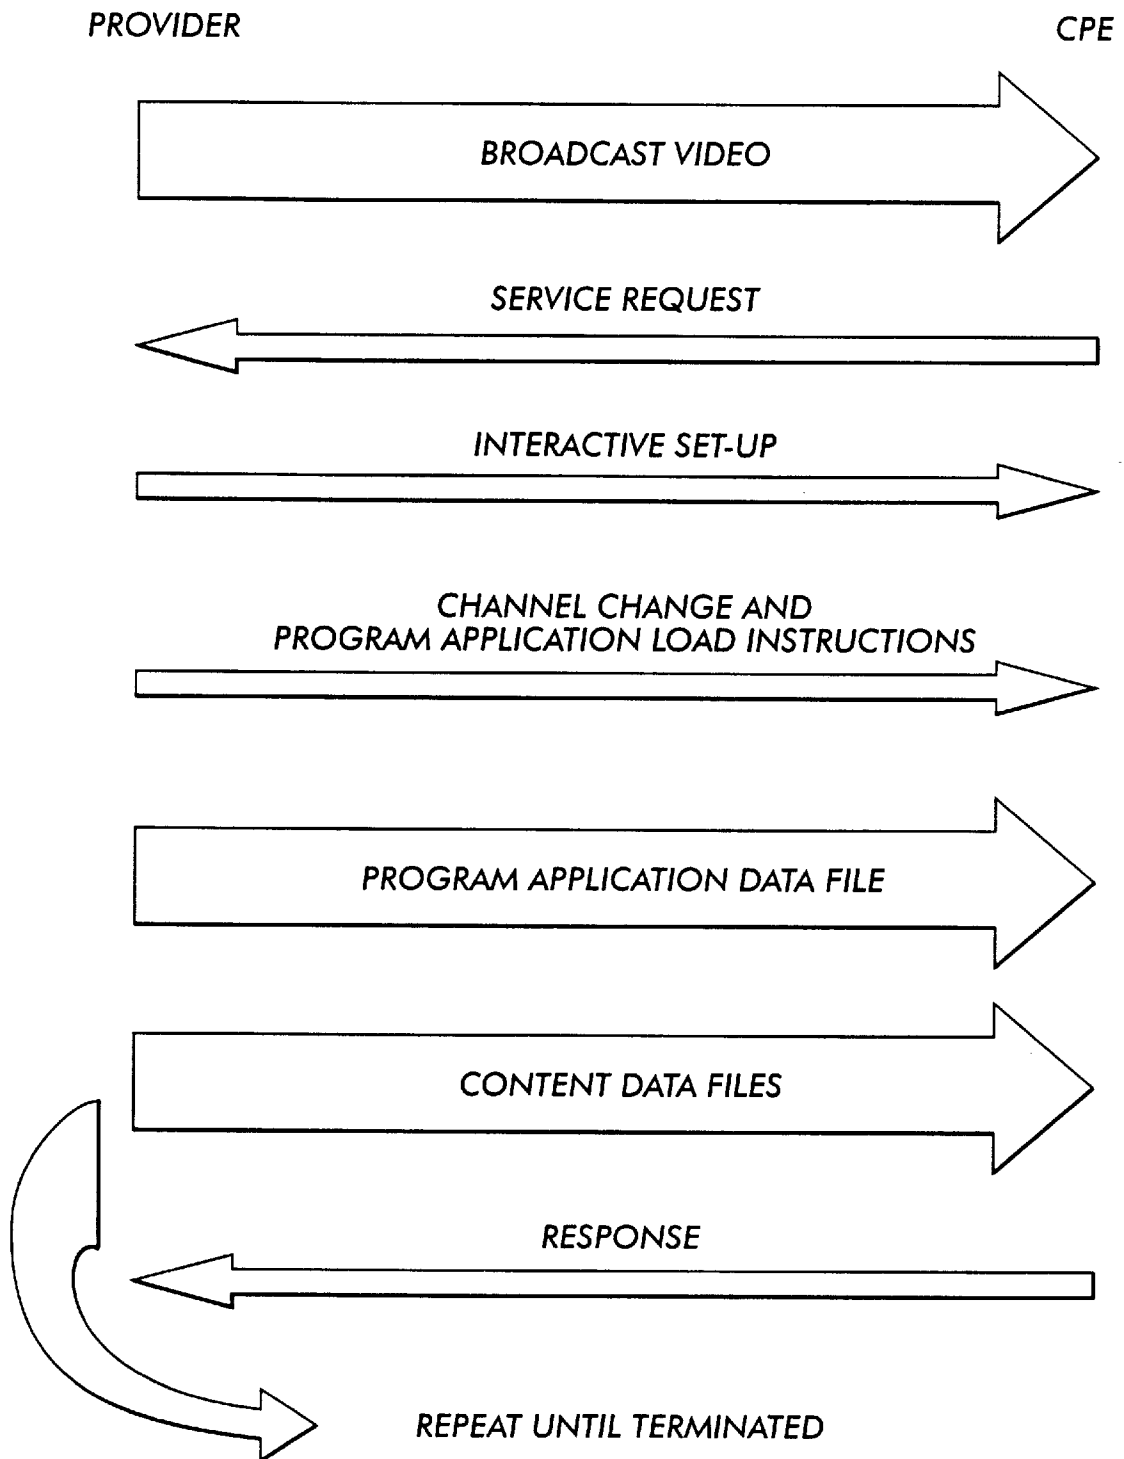 PROVIDER
CPE
BROADCAST VIDEO
SERVICE REQUEST
INTERACTIVE SET-UP
CHANNEL CHANGE AND
PROGRAM APPLICATION LOAD INSTRUCTIONS
PROGRAM APPLICATION DATA FILE
CONTENT DATA FILES
RESPONSE
REPEAT UNTIL TERMINATED